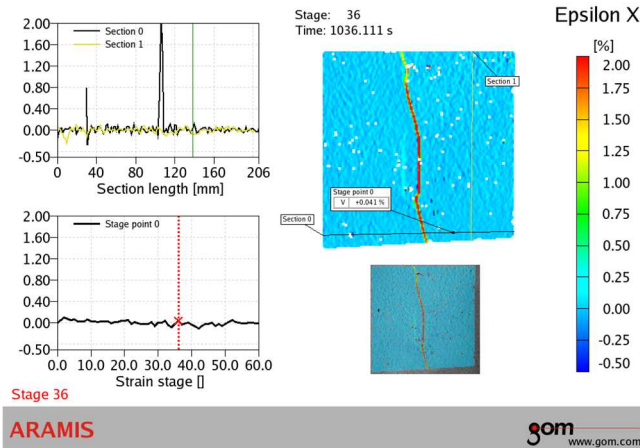 Stage: 36
Time: 1036.111 s
Epsilon X
[%]
2.00
1.75
1.50
1.25
1.00
0.75
0.50
0.25
0.00
-0.25
-0.50
2.00
1.60
1.20
0.80
0.40
0.00
-0.50
Section 0
Section 1
0 40 80 120 160 206
Section length [mm]
Section 1
Stage point 0
V +0.041 %
Section 0
2.00
1.60
1.20
0.80
0.40
0.00
-0.50
Stage point 0
0.0 10.0 20.0 30.0 40.0 50.0 60.0
Strain stage []
Stage 36
ARAMIS
gom
www.gom.com